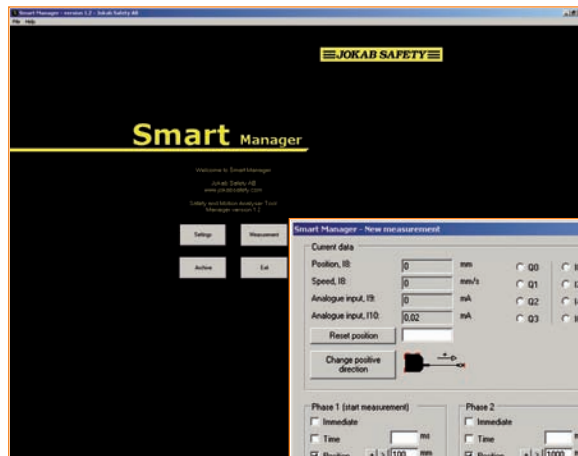 Smart Manager - version 1.2 - Jokab Safety AB
File Help
JOKAB SAFETY
Smart Manager
Welcome to Smart Manager
Jokab Safety AB
www.jokabsafety.com
Safety and Motion Analyser Tool
Manager version 1.2
Settings Measurement
Archive Exit
Smart Manager - New measurement
Current data
Position, I8: 0 mm Q0
Speed, I8: 0 mm/s Q1
Analogue input, I9: 0 mA Q2
Analogue input, I10: 0,02 mA Q3
Reset position
Change positive
direction
Phase 1 (start measurement) Phase 2
Immediate Immediate
Time ms Time
Position < > 100 mm Position < > 1000